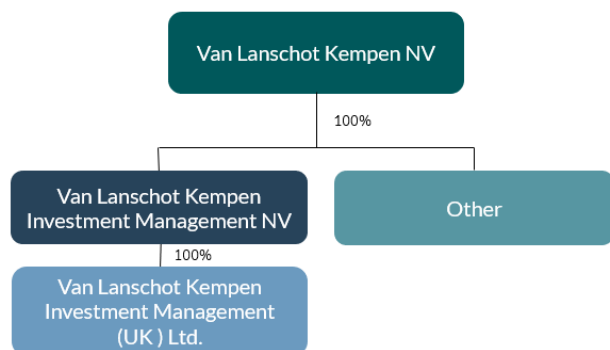 Van Lanschot Kempen NV
100%
Van Lanschot Kempen
Investment Management NV
Other
100%
Van Lanschot Kempen
Investment Management
(UK ) Ltd.